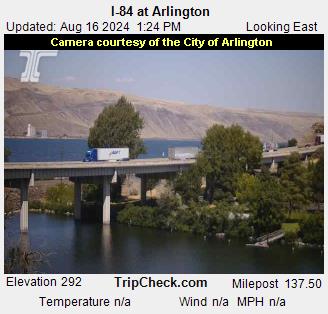 I-84 at Arlington
Updated: Aug 16 2024 1:24 PM Looking East
Camera courtesy of the City of Arlington
Elevation 292 TripCheck.com Milepost 137.50
Temperature n/a Wind n/a MPH n/a